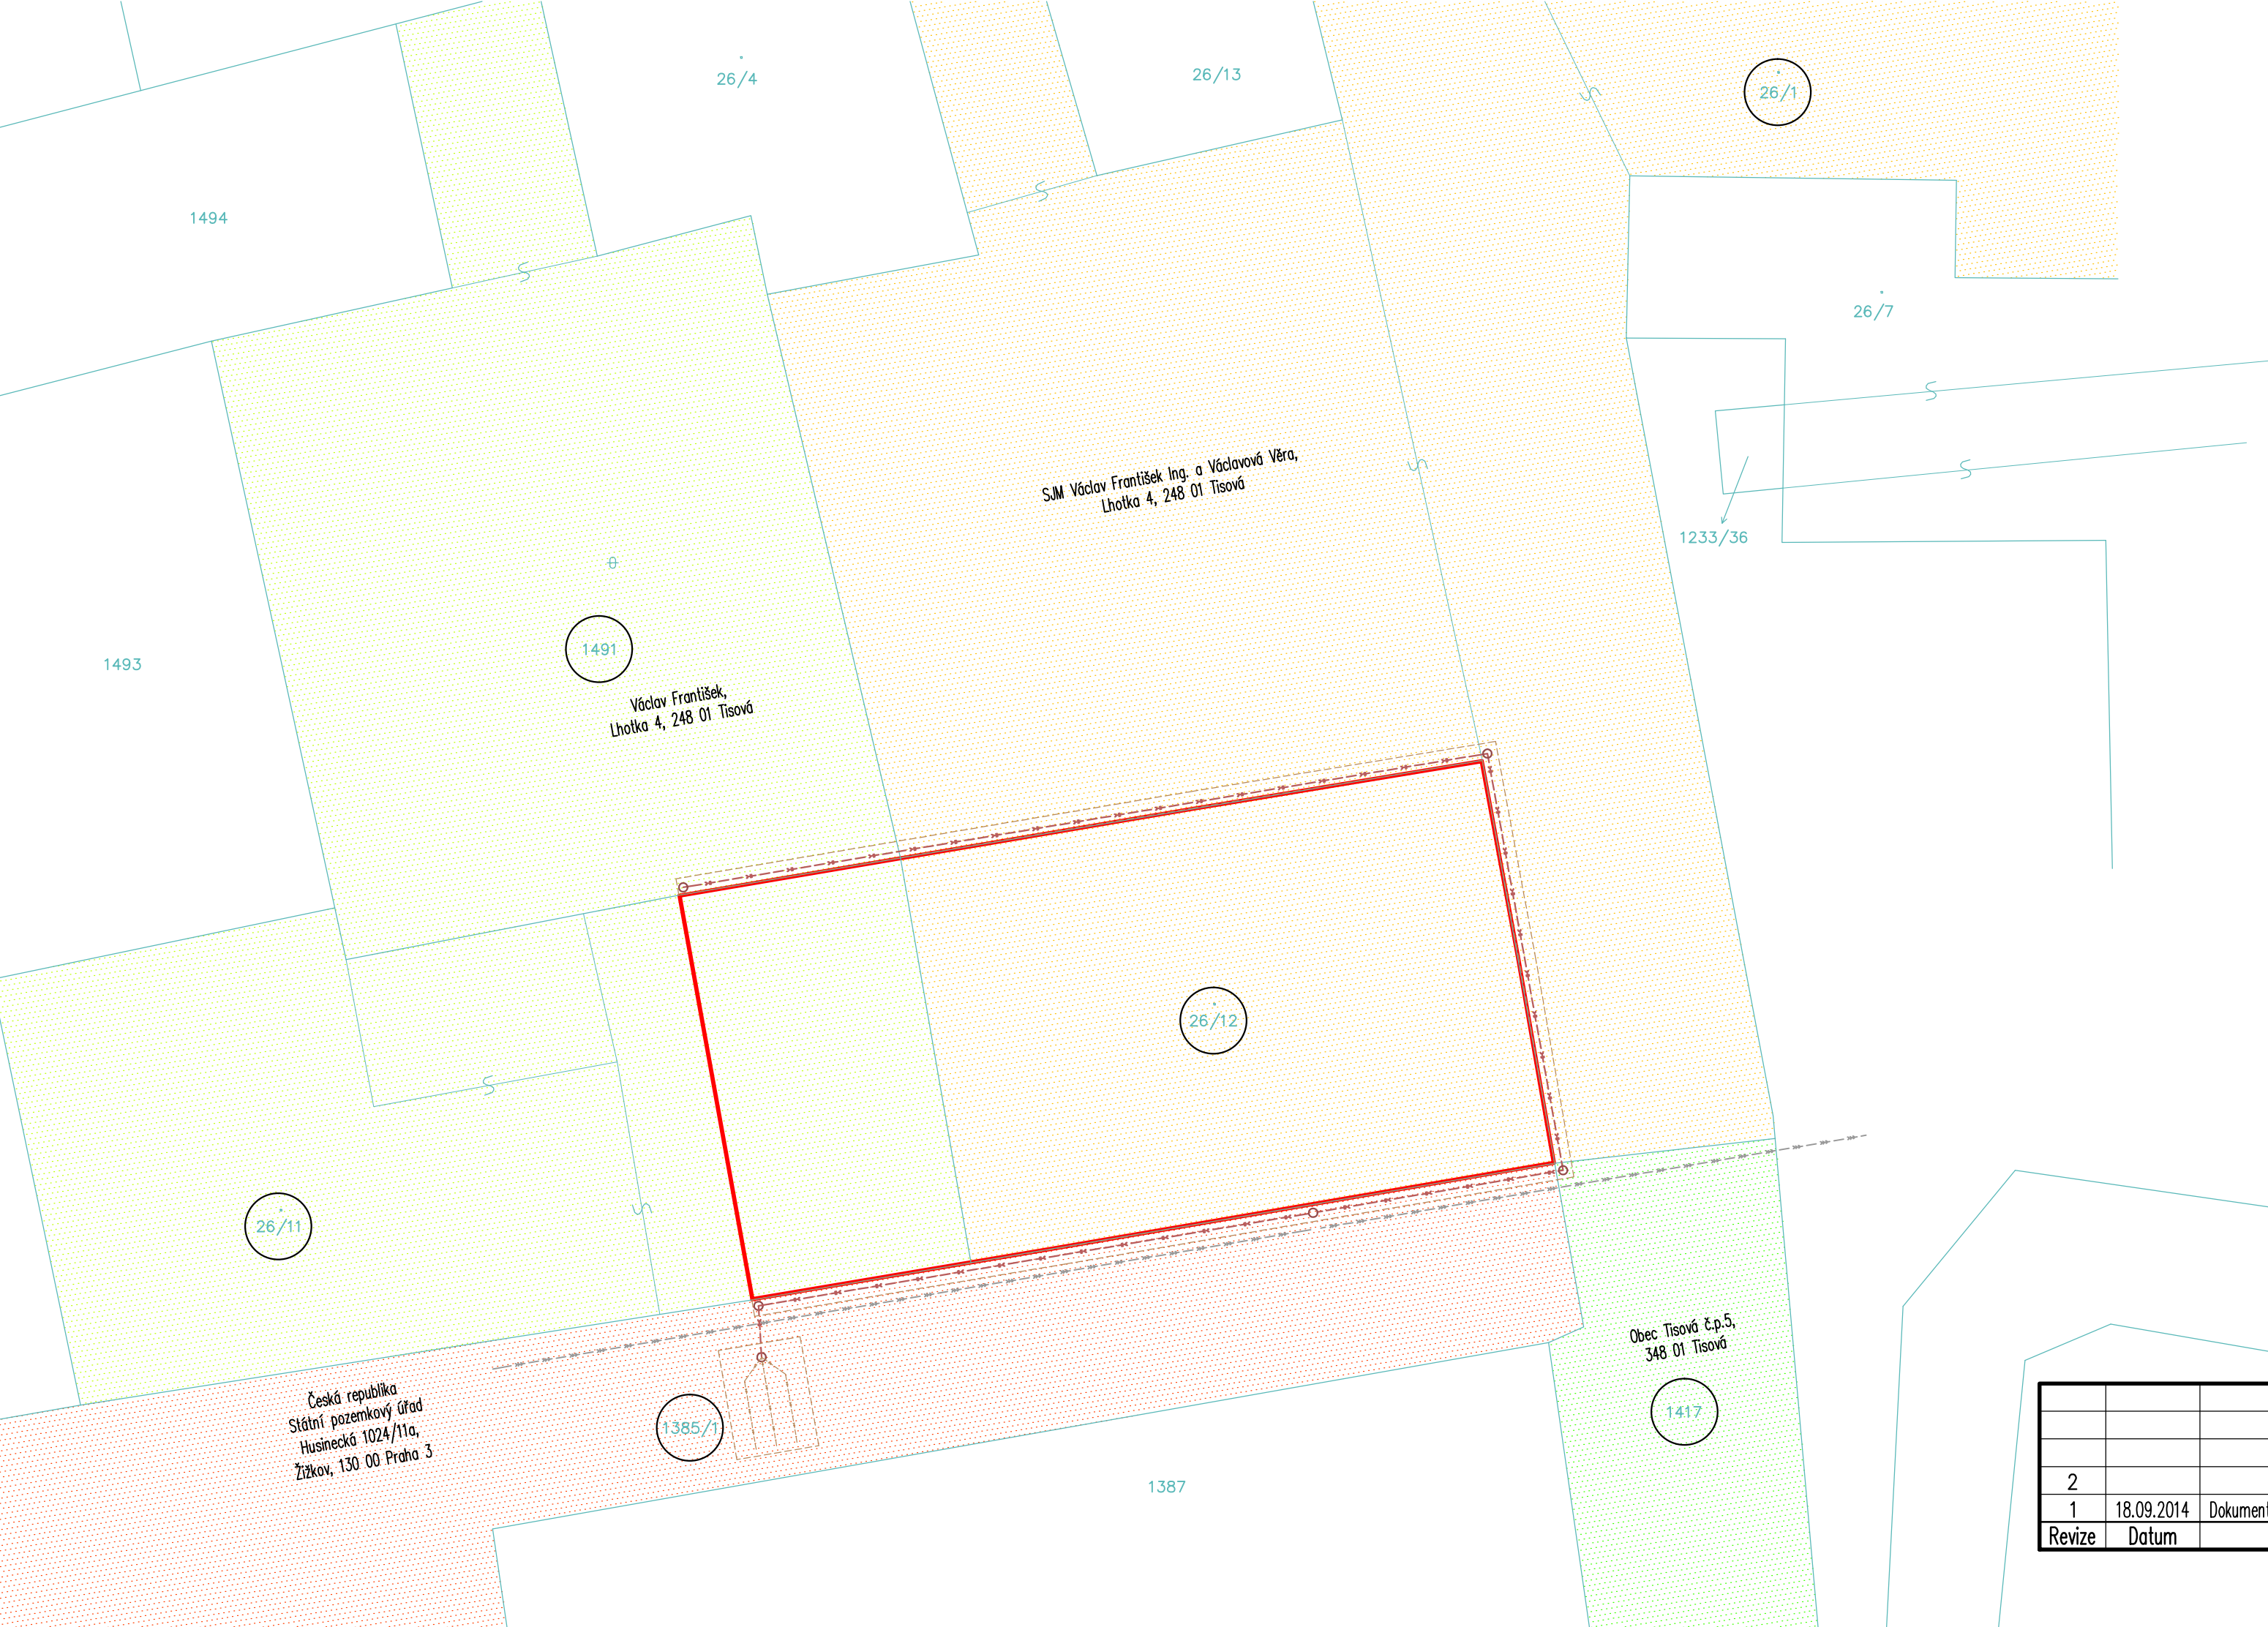 26/4
26/13
26/1
1494
26/7
SJM Václav František Ing. a Václavová Věra,
Lhotka 4, 248 01 Tisová
1233/36
1491
1493
Václav František,
Lhotka 4, 248 01 Tisová
26/12
26/11
Obec Tisová č.p.5,
348 01 Tisová
1417
Česká republika
Státní pozemkový úřad
Husinecká 1024/11a,
Žižkov, 130 00 Praha 3
1385/1
1387
2
1 18.09.2014 Dokument
Revize Datum